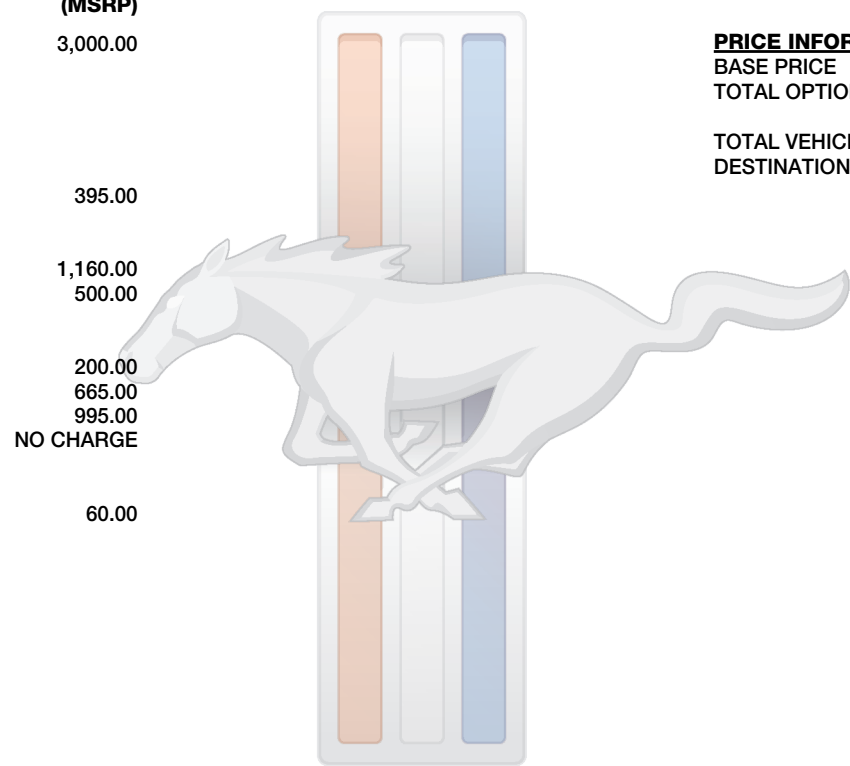 (MSRP)
3,000.00
395.00
1,160.00
500.00
200.00
665.00
995.00
NO CHARGE
60.00
PRICE INFOR
BASE PRICE
TOTAL OPTIO
TOTAL VEHICL
DESTINATION